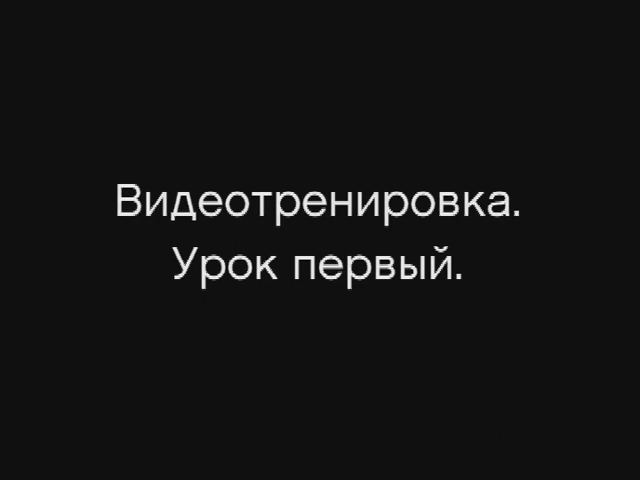 Видеотренировка.
Урок первый.